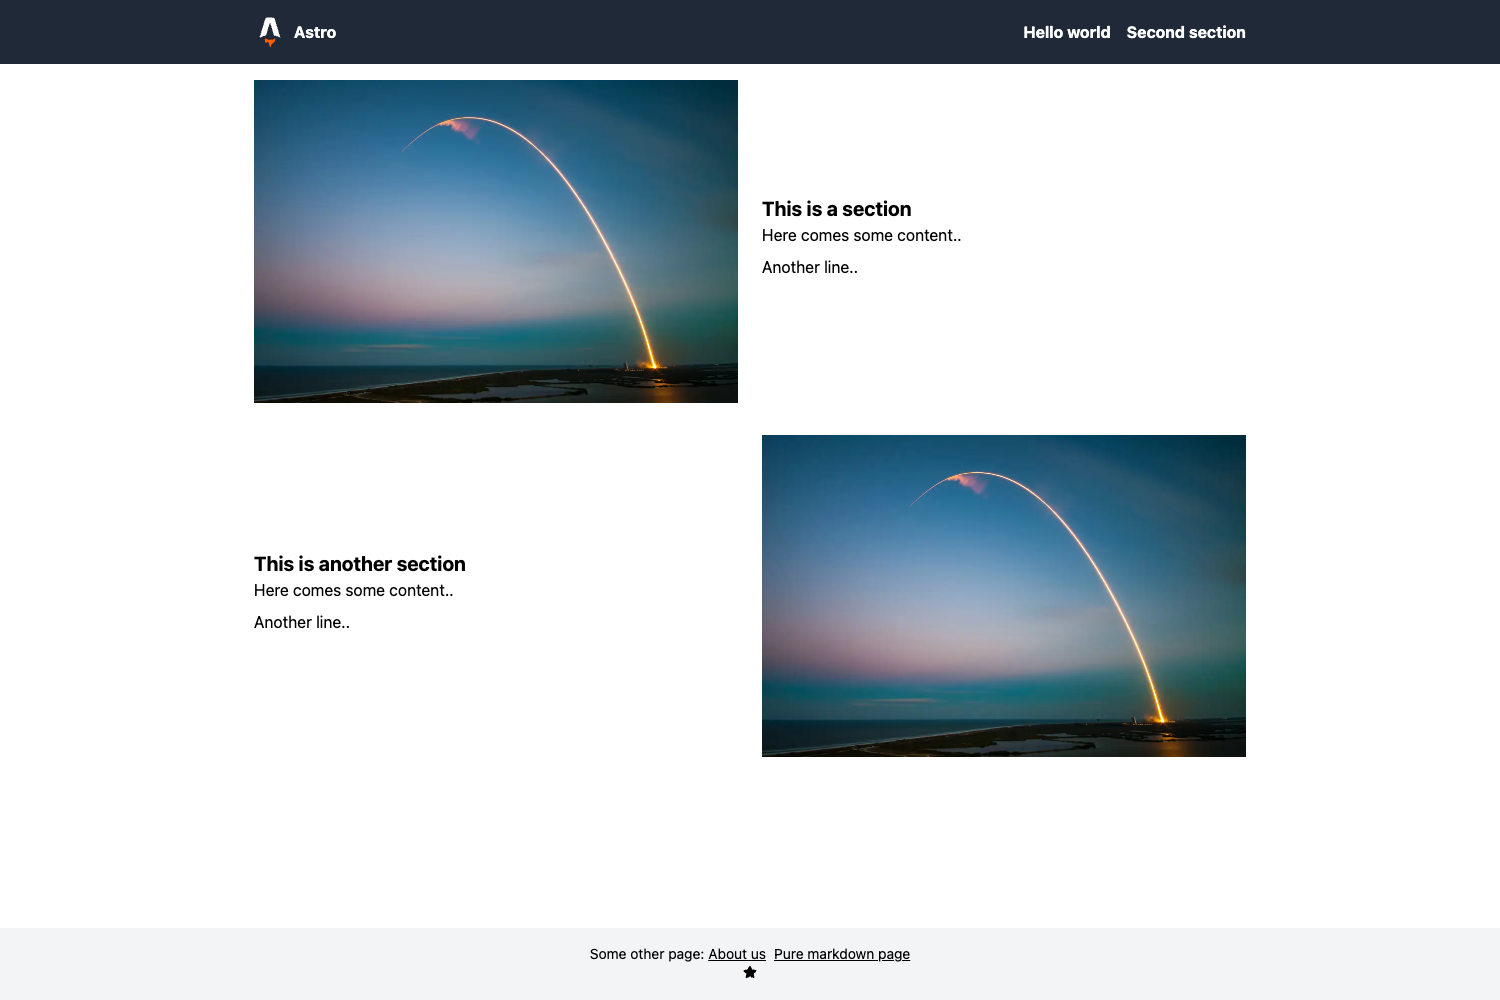 Astro
Hello world
Second section
This is a section
Here comes some content..
Another line..
This is another section
Here comes some content..
Another line..
Some other page: About us Pure markdown page